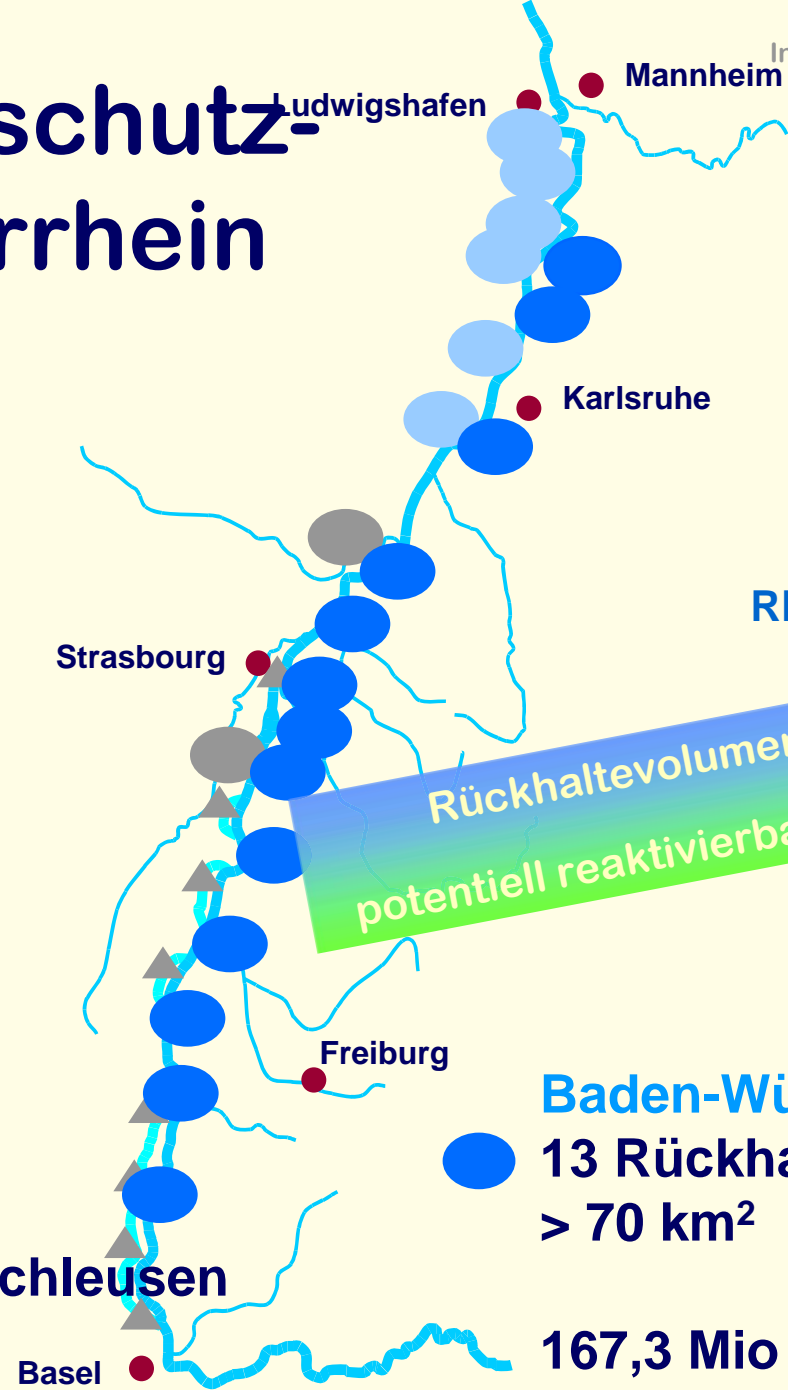 In
Mannheim
Ludwigshafen
schutz-
rrhein
Karlsruhe
Rückhaltevolumen
Strasbourg
potentiell reaktivierba
Freiburg
Baden-Wü
13 Rückha
> 70 km²
chleusen
167,3 Mio
Basel